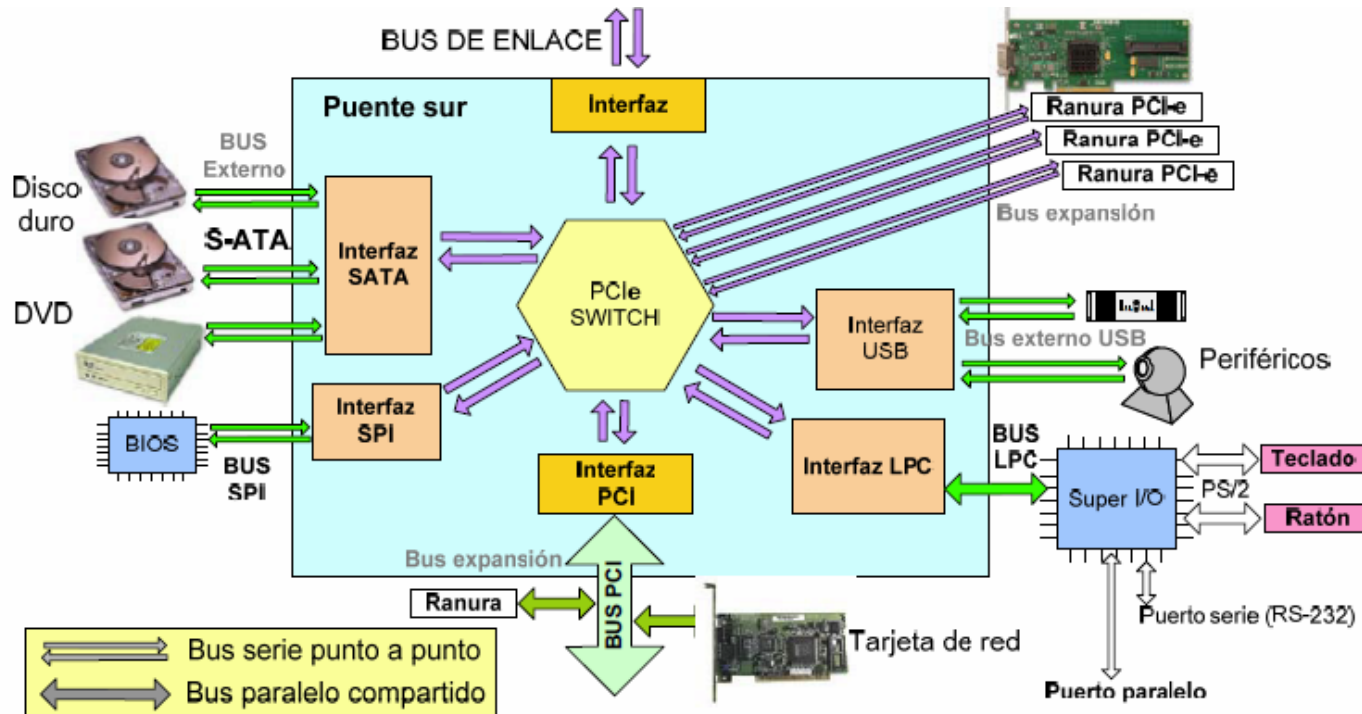 BUS DE ENLACE
Puente sur
Interfaz
Ranura PCI-e
Ranura PCI-e
Ranura PCI-e
Bus expansión
BUS
Externo
Disco
duro
S-ATA
DVD
Interfaz
SATA
PCIe
SWITCH
Interfaz
USB
Bus externo USB
Periféricos
BIOS
BUS
SPI
Interfaz
SPI
Interfaz
PCI
Interfaz LPC
BUS
LPC
Super I/O
PS/2
Teclado
Ratón
Bus expansión
BUS PCI
Ranura
Tarjeta de red
Puerto serie (RS-232)
Puerto paralelo
Bus serie punto a punto
Bus paralelo compartido